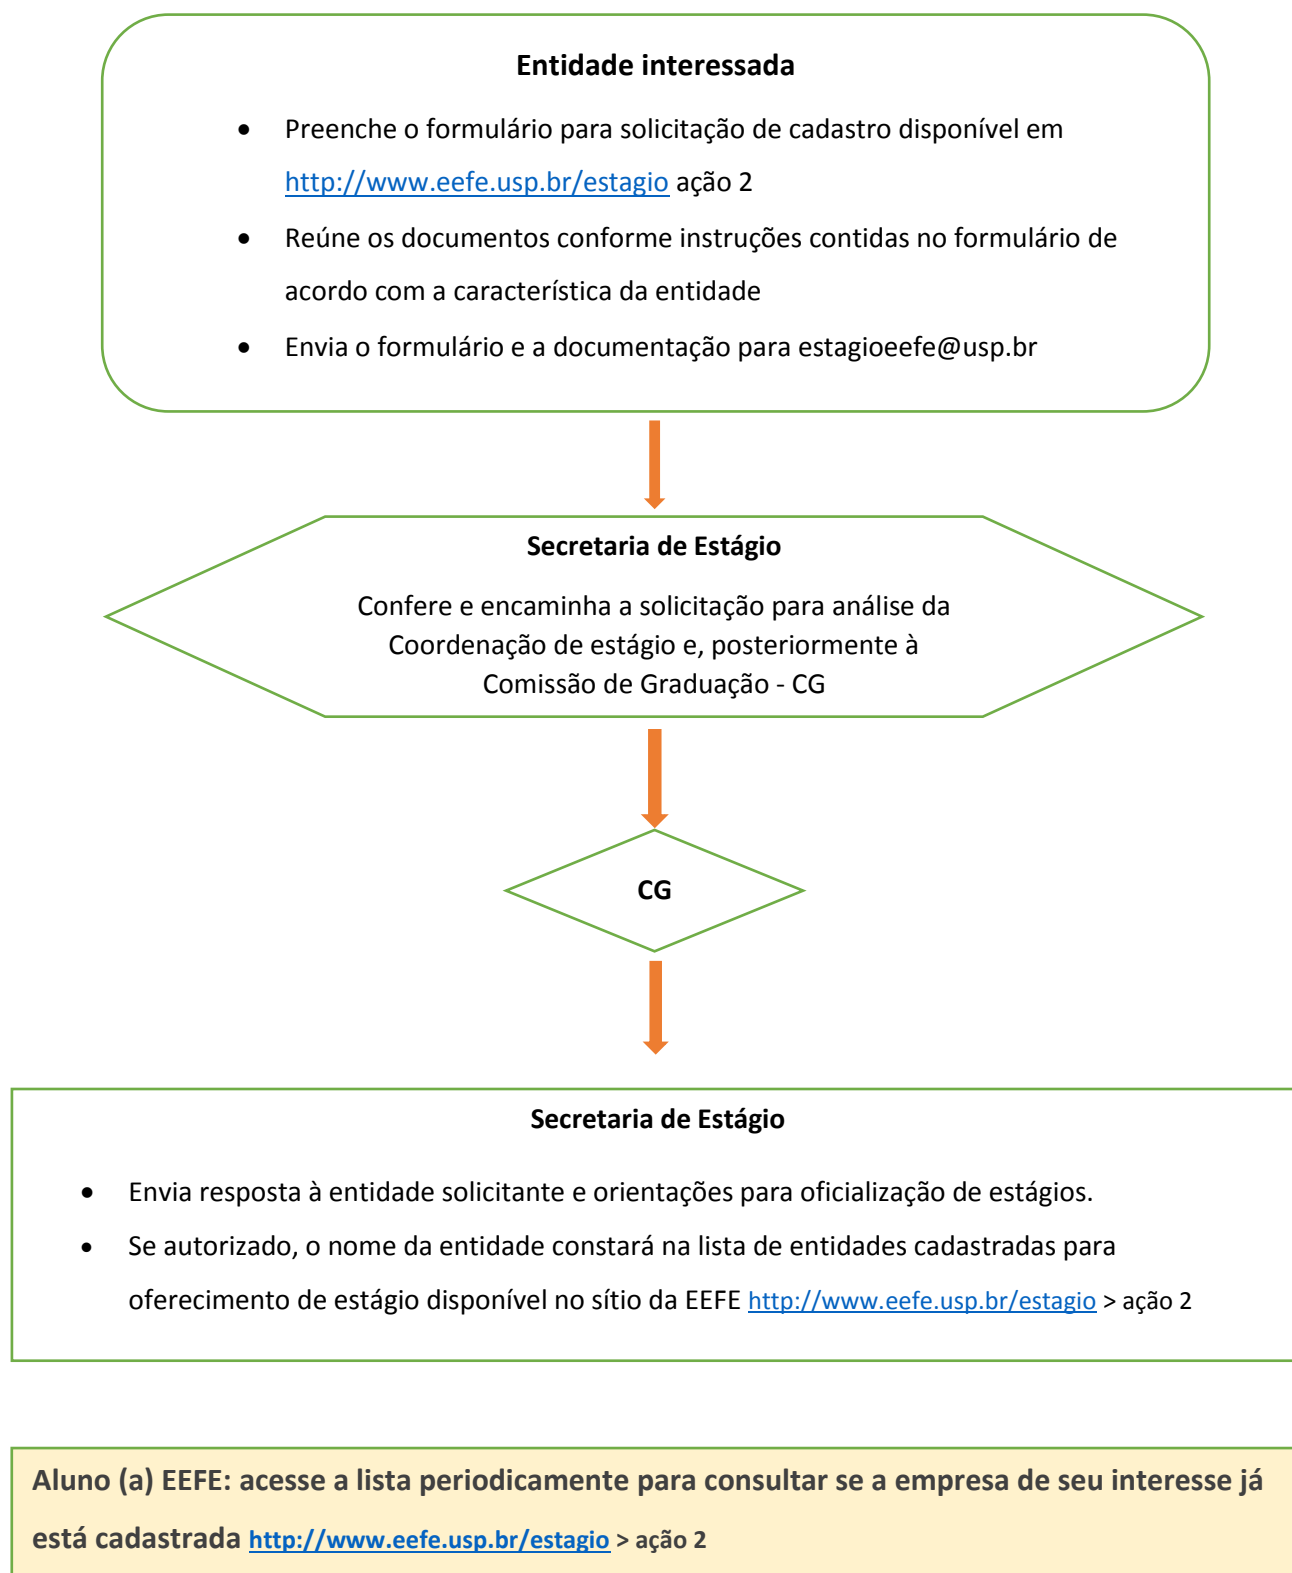 Entidade interessada
• Preenche o formulário para solicitação de cadastro disponível em
http://www.eefe.usp.br/estagio ação 2
• Reúne os documentos conforme instruções contidas no formulário de
acordo com a característica da entidade
• Envia o formulário e a documentação para estagioeefe@usp.br
Secretaria de Estágio
Confere e encaminha a solicitação para análise da
Coordenação de estágio e, posteriormente à
Comissão de Graduação - CG
CG
Secretaria de Estágio
• Envia resposta à entidade solicitante e orientações para oficialização de estágios.
• Se autorizado, o nome da entidade constará na lista de entidades cadastradas para
oferecimento de estágio disponível no sítio da EEFE http://www.eefe.usp.br/estagio > ação 2
Aluno (a) EEFE: acesse a lista periodicamente para consultar se a empresa de seu interesse já
está cadastrada http://www.eefe.usp.br/estagio > ação 2